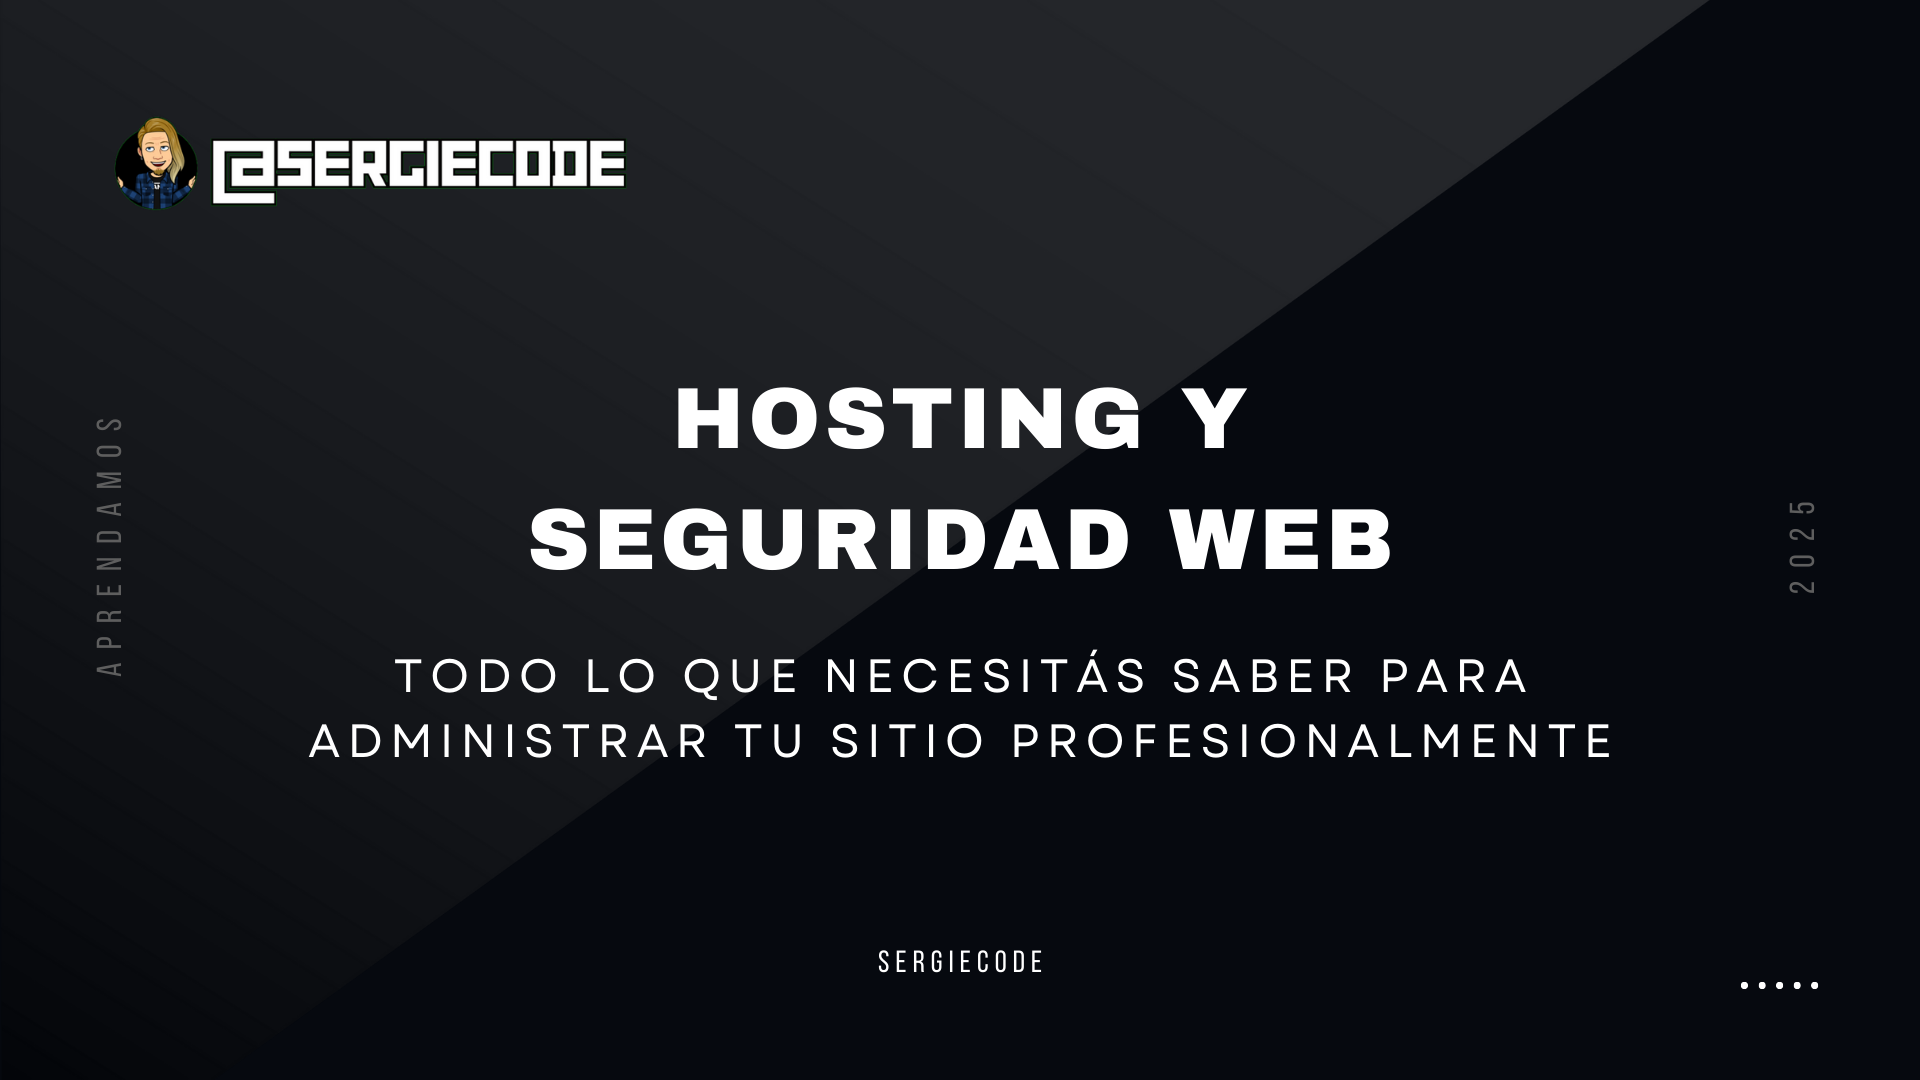 @SERGIECODE
HOSTING Y
SEGURIDAD WEB
APRENDAMOS
2025
TODO LO QUE NECESITÁS SABER PARA
ADMINISTRAR TU SITIO PROFESIONALMENTE
SERGIECODE